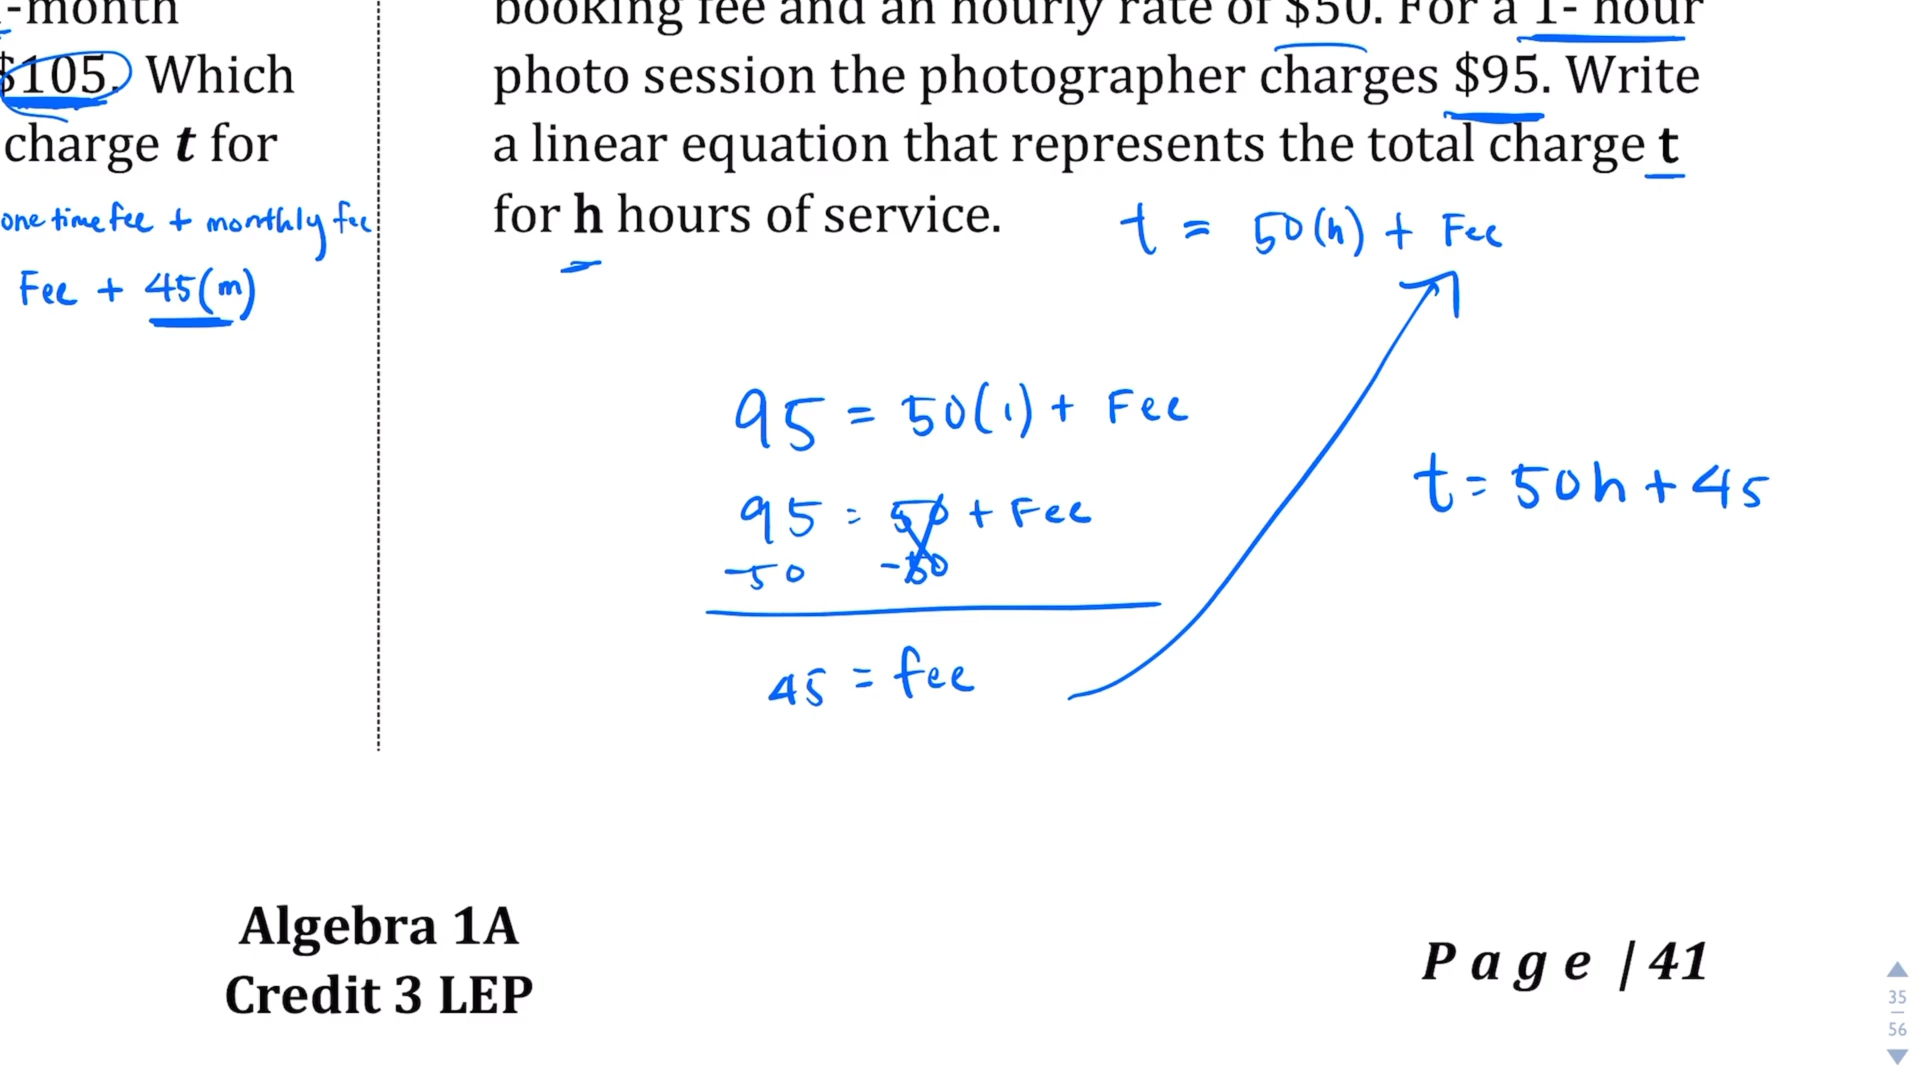 -month
$105. Which
charge t for
one time fee + monthly fee
Fee + 45(m)
booking fee and an hourly rate of $50. For a 1- hour
photo session the photographer charges $95. Write
a linear equation that represents the total charge t
for h hours of service.
t = 50(h) + Fee
95 = 50(1) + Fee
95 = 50 + Fee
-50 -50
45 = fee
t = 50h + 45
Algebra 1A
Credit 3 LEP
Page |41
35
56